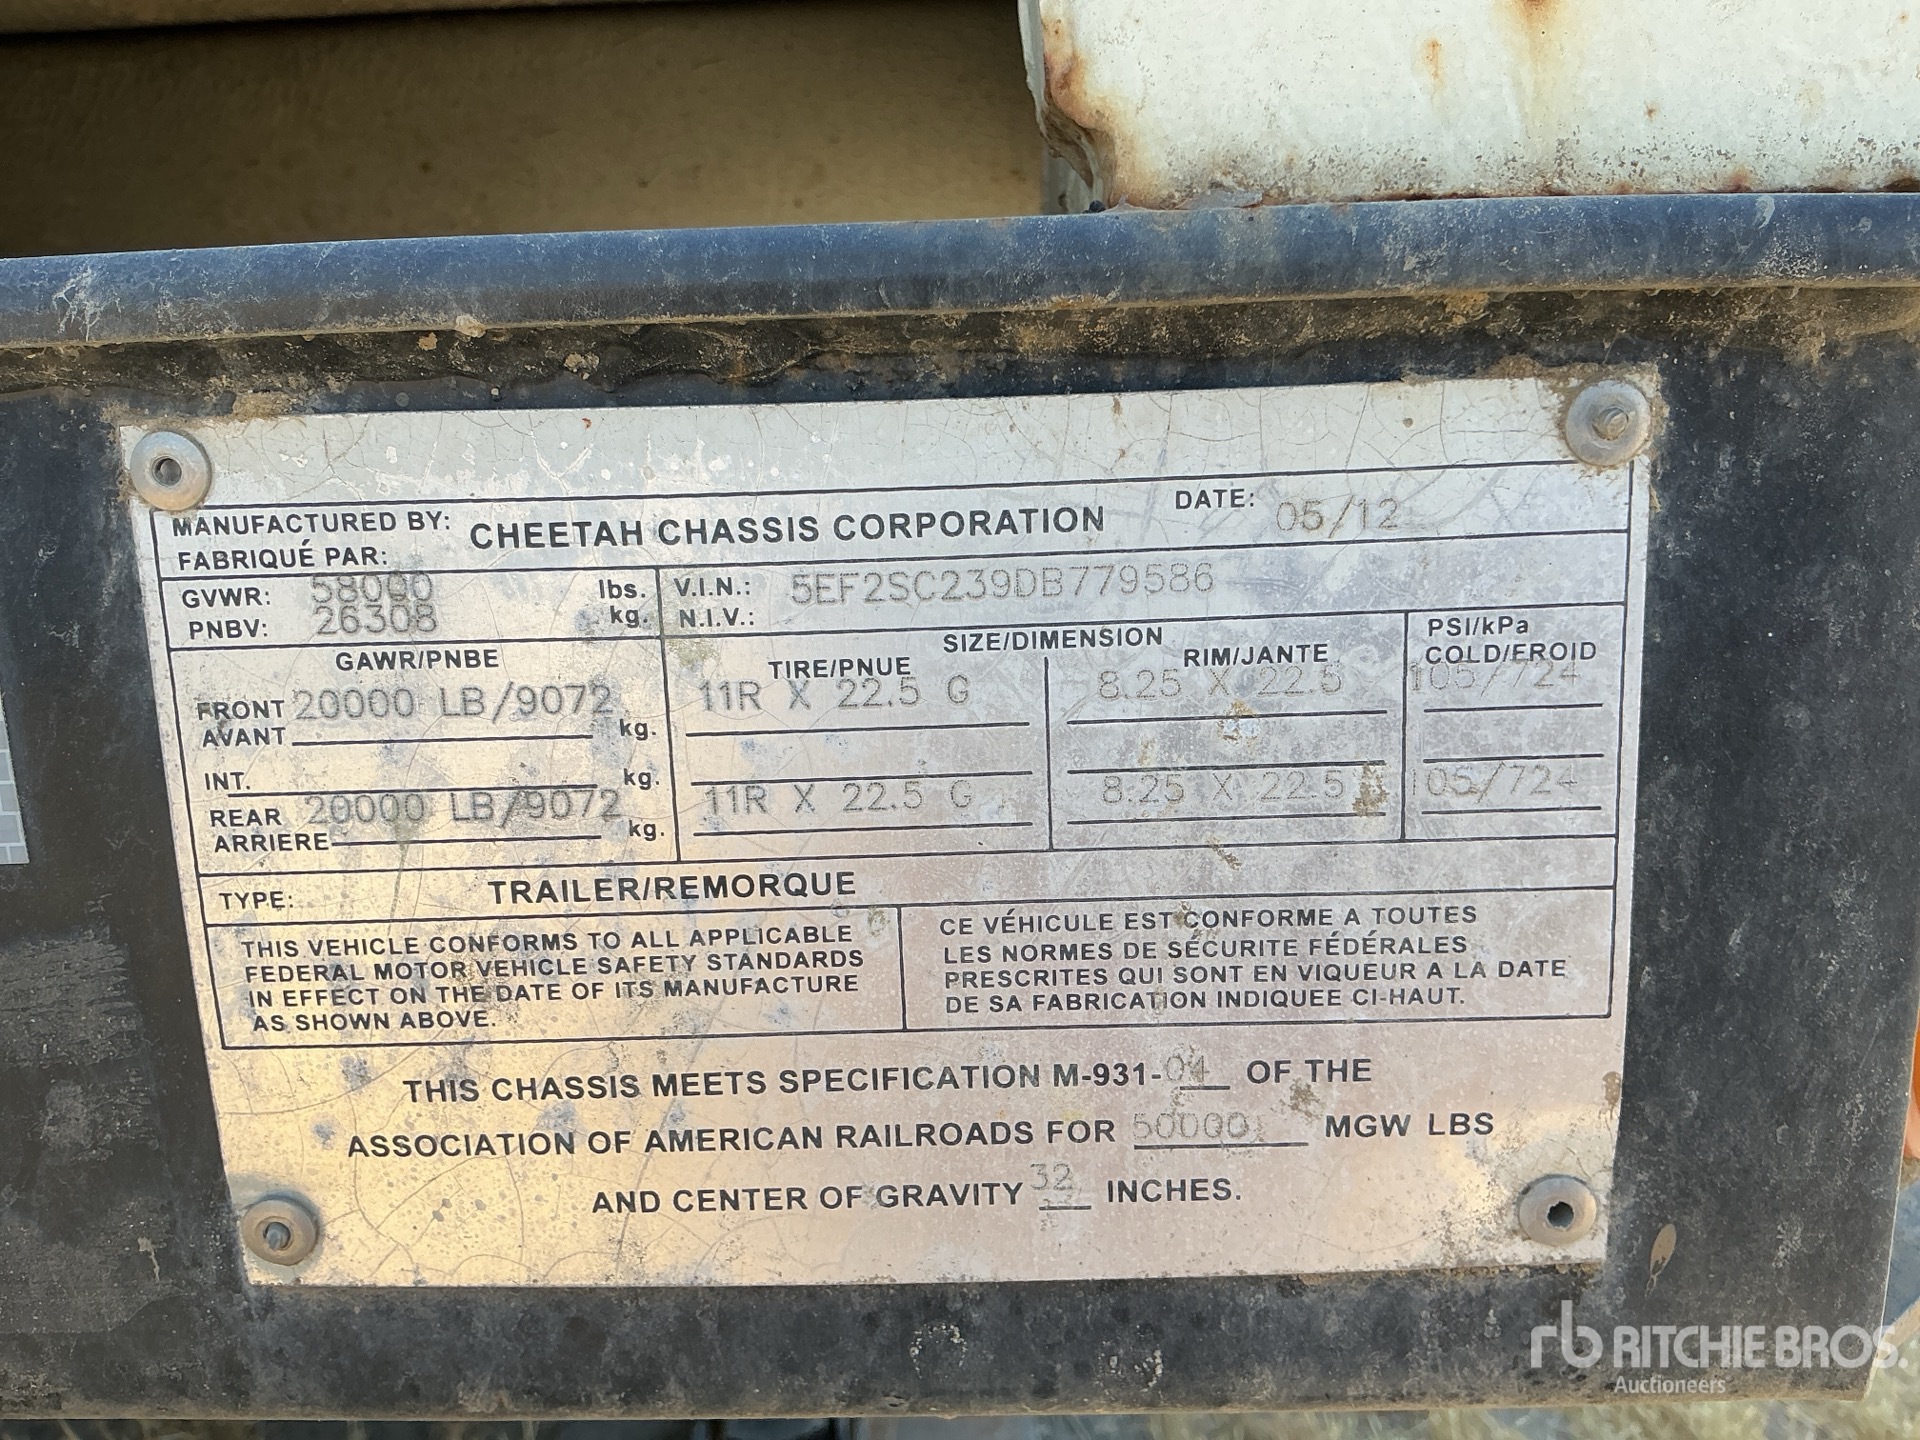 MANUFACTURED BY: CHEETAH CHASSIS CORPORATION DATE: 05/12
FABRIQUÉ PAR:
GVWR: 58000 lbs. V.I.N.: 5EF2SC239DB779586
PNBV: 26308 kg. N.I.V.:
GAWR/PNBE SIZE/DIMENSION PSI/kPa
TIRE/PNUE RIM/JANTE COLD/FROID
FRONT 20000 LB/9072 kg. 11R X 22.5 G 8.25 X 22.5 105/724
AVANT
INT. kg.
REAR 20000 LB/9072 kg. 11R X 22.5 G 8.25 X 22.5 105/724
ARRIERE
TYPE: TRAILER/REMORQUE
THIS VEHICLE CONFORMS TO ALL APPLICABLE
FEDERAL MOTOR VEHICLE SAFETY STANDARDS
IN EFFECT ON THE DATE OF ITS MANUFACTURE
AS SHOWN ABOVE.
CE VÉHICULE EST CONFORME A TOUTES
LES NORMES DE SÉCURITE FÉDÉRALES
PRESCRITES QUI SONT EN VIQUEUR A LA DATE
DE SA FABRICATION INDIQUEE CI-HAUT.
THIS CHASSIS MEETS SPECIFICATION M-931-04 OF THE
ASSOCIATION OF AMERICAN RAILROADS FOR 50000 MGW LBS
AND CENTER OF GRAVITY 32 INCHES.
rb RITCHIE BROS.
Auctioneers